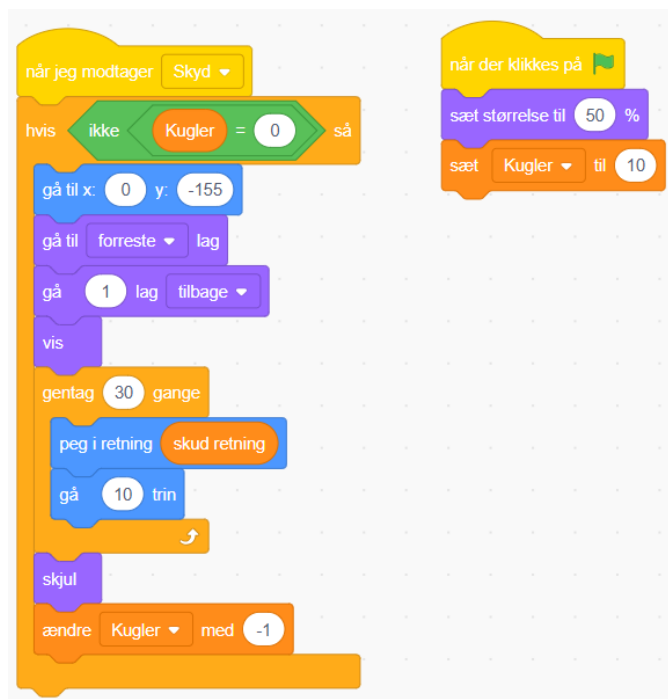 når jeg modtager Skyd
hvis ikke Kugler = 0 så
gå til x: 0 y: -155
gå til forreste lag
gå 1 lag tilbage
vis
gentag 30 gange
peg i retning skud retning
gå 10 trin
skjul
ændre Kugler med -1
når der klikkes på
sæt størrelse til 50 %
sæt Kugler til 10